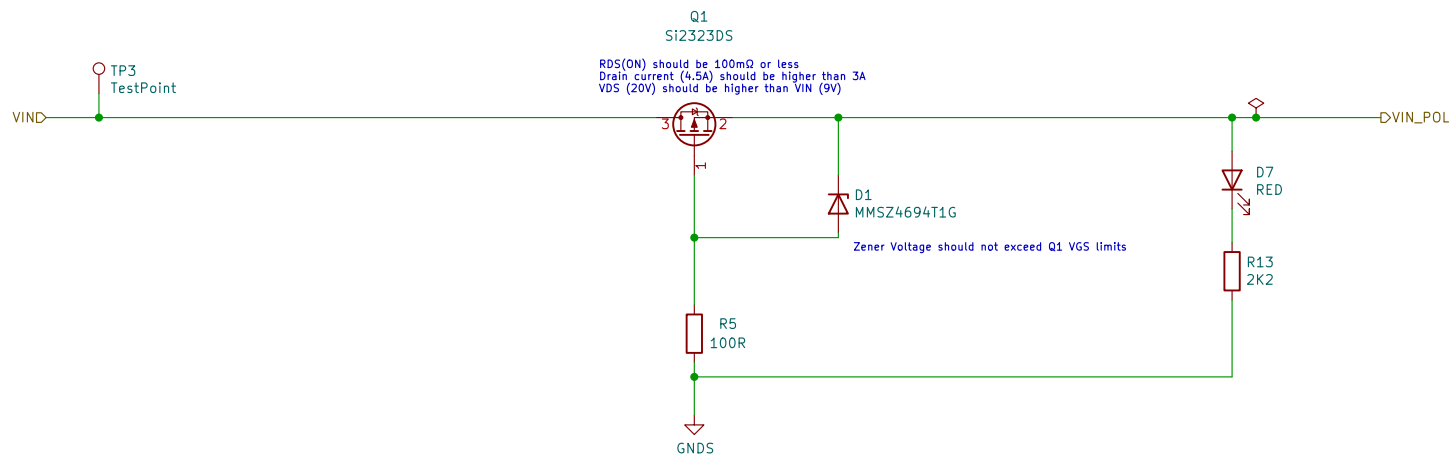 Q1
Si2323DS
RDS(ON) should be 100mΩ or less
Drain current (4.5A) should be higher than 3A
VDS (20V) should be higher than VIN (9V)
TP3
TestPoint
VIN
3
2
VIN_POL
1
D7
RED
D1
MMSZ4694T1G
Zener Voltage should not exceed Q1 VGS limits
R13
2K2
R5
100R
GNDS